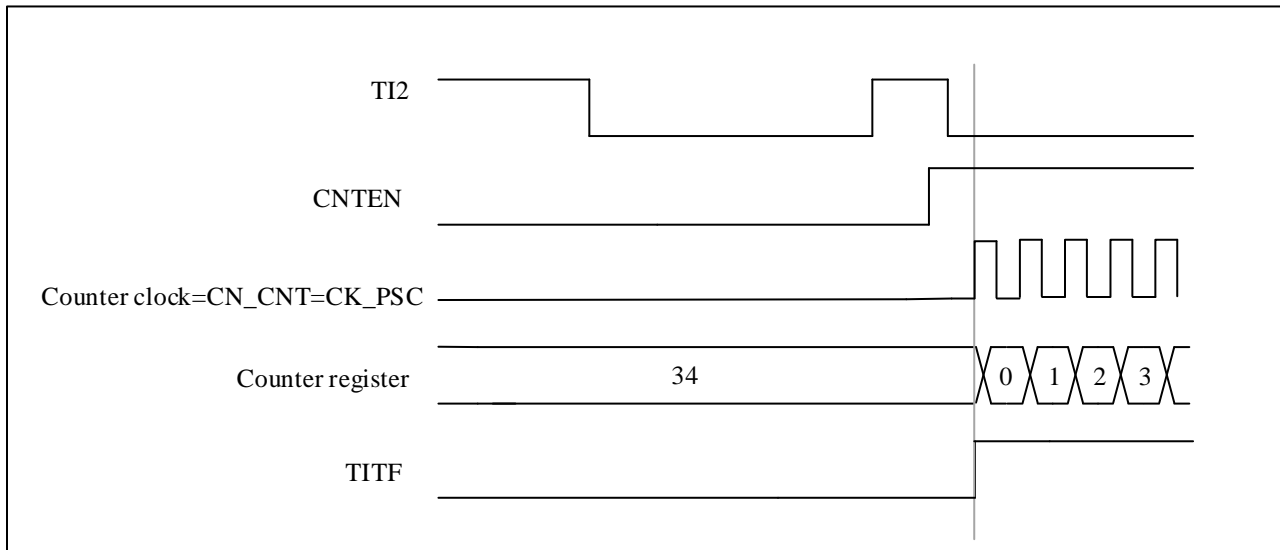 TI2
CNTEN
Counter clock=CN_CNT=CK_PSC
Counter register
34
0
1
2
3
TITF